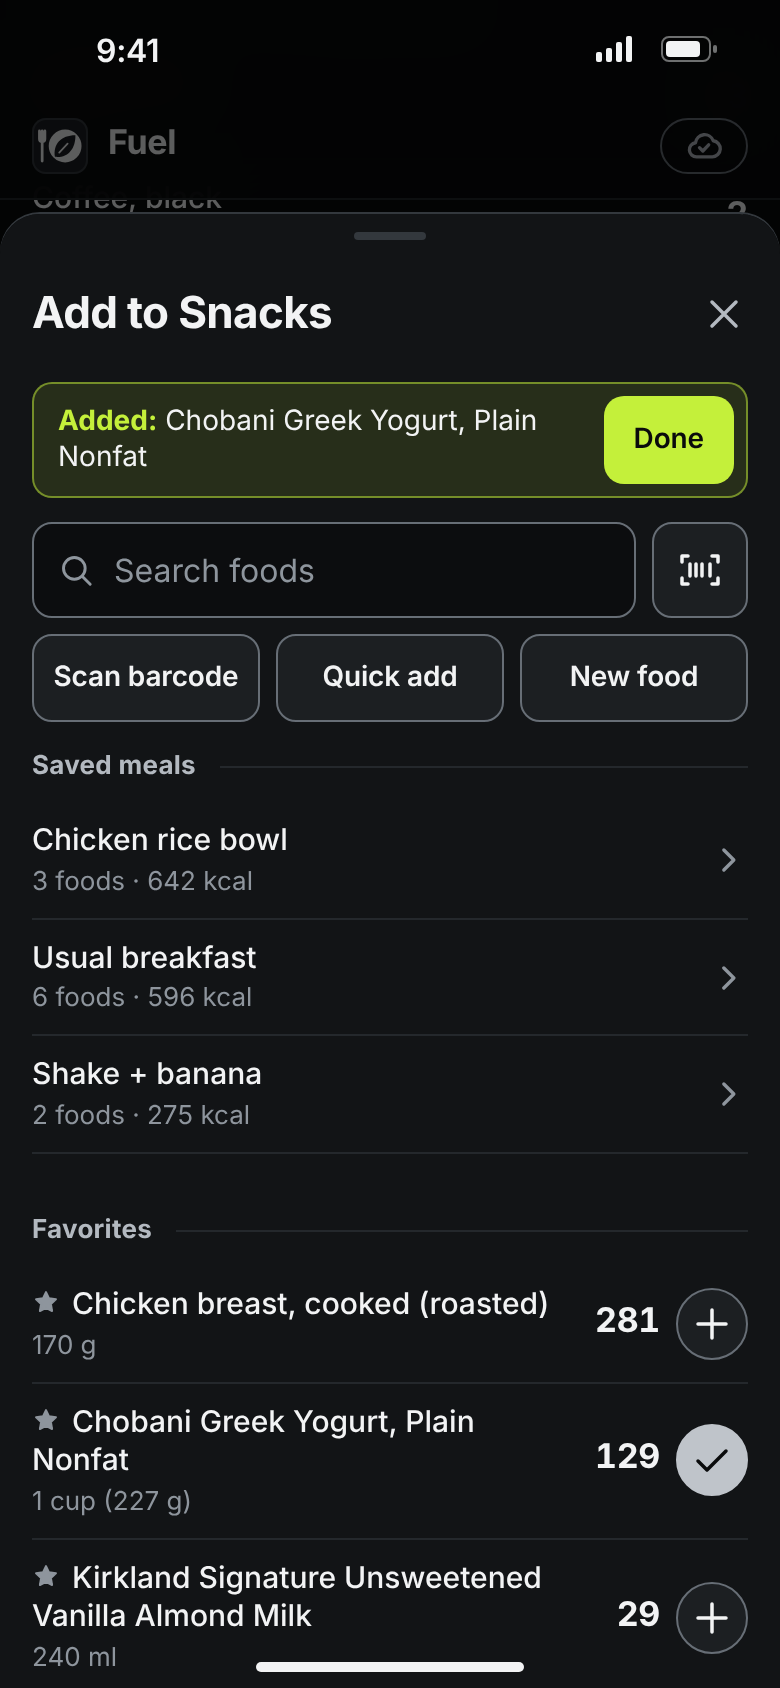 9:41
Fuel
Coffee, black
2
Add to Snacks
Added: Chobani Greek Yogurt, Plain
Nonfat
Done
Search foods
Scan barcode
Quick add
New food
Saved meals
Chicken rice bowl
3 foods · 642 kcal
Usual breakfast
6 foods · 596 kcal
Shake + banana
2 foods · 275 kcal
Favorites
Chicken breast, cooked (roasted)
170 g
281
Chobani Greek Yogurt, Plain
Nonfat
1 cup (227 g)
129
Kirkland Signature Unsweetened
Vanilla Almond Milk
240 ml
29